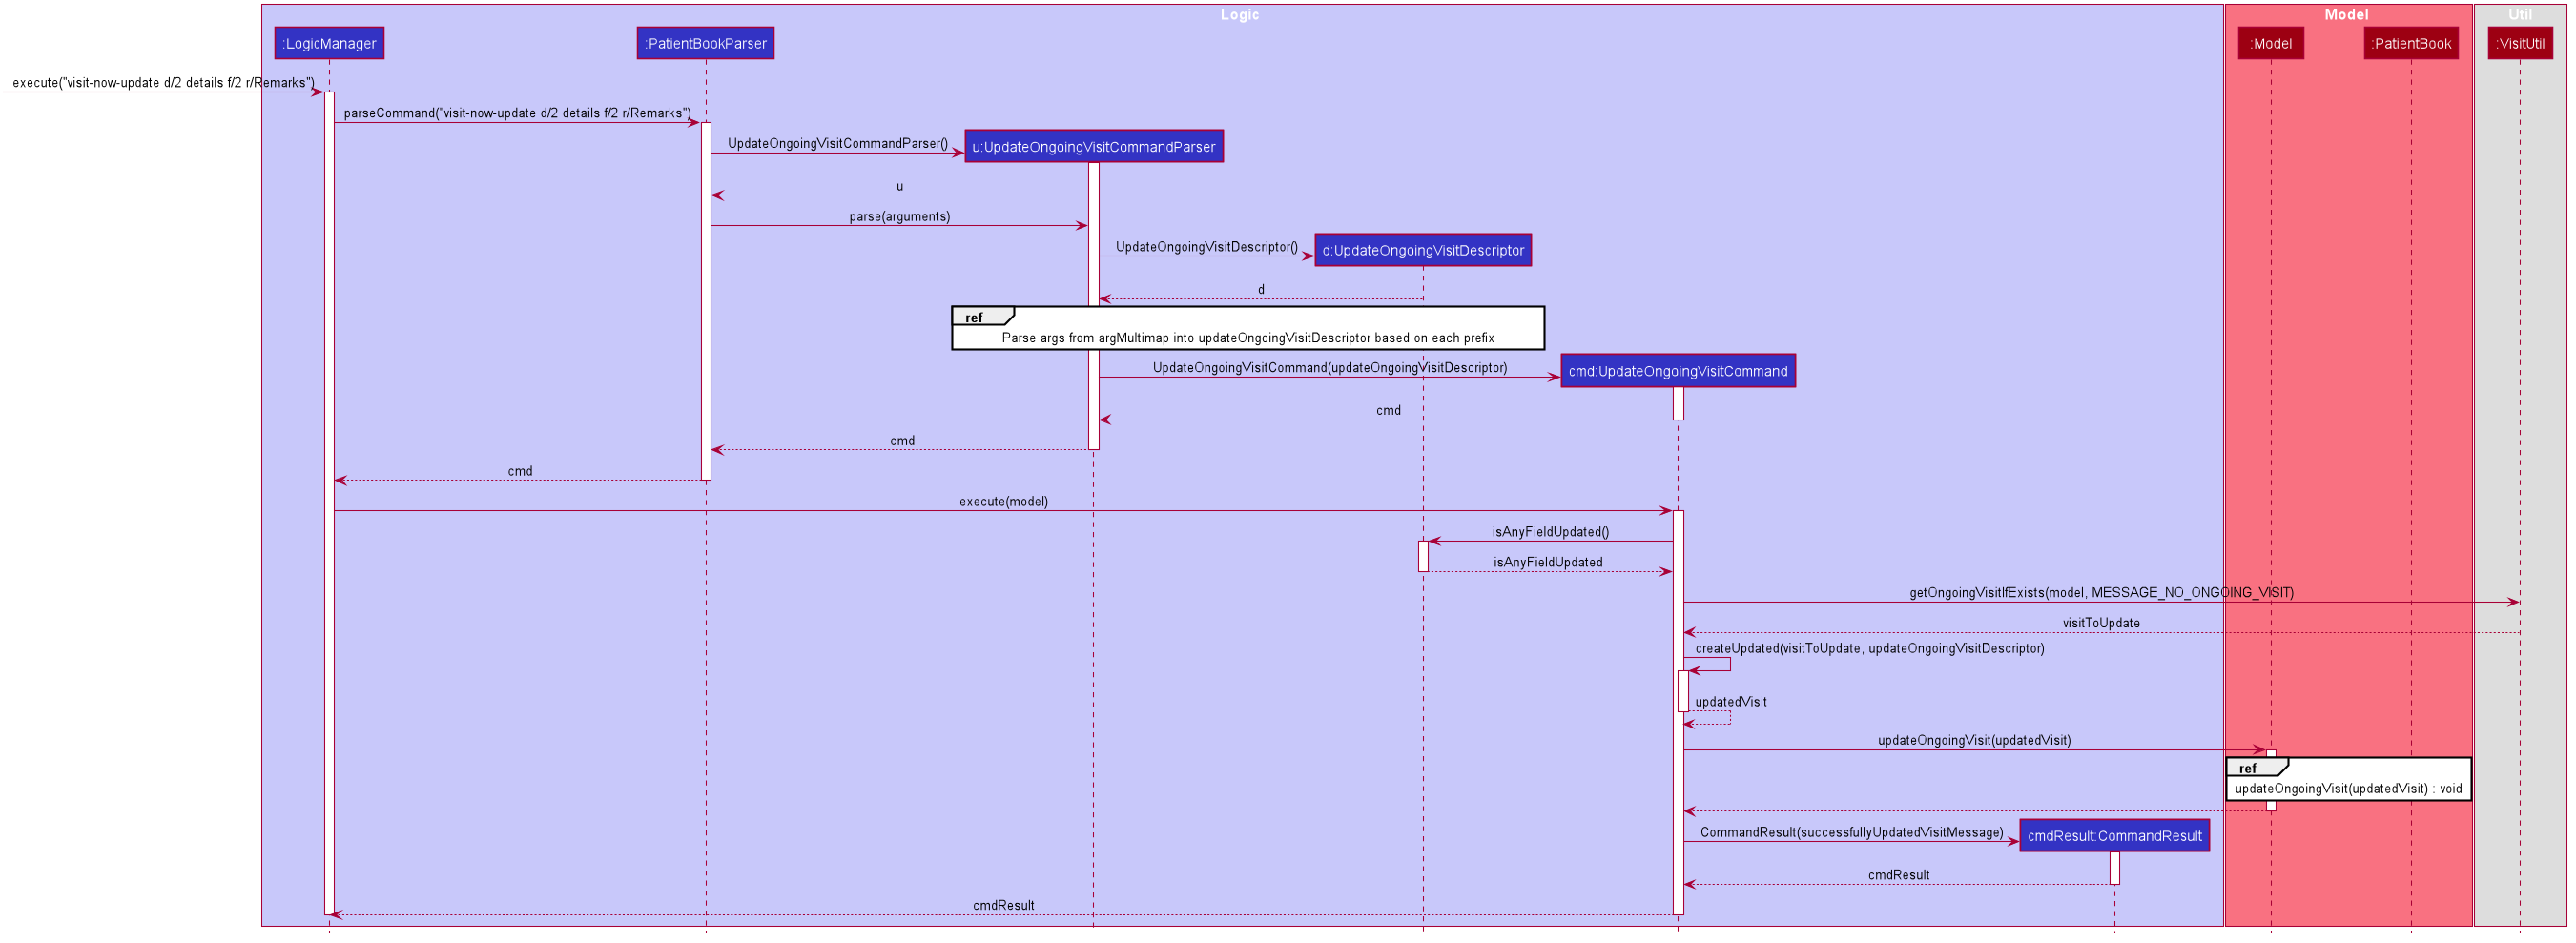 Logic
Model
Util
:LogicManager
:PatientBookParser
:Model
:PatientBook
:VisitUtil
execute("visit-now-update d/2 details f/2 r/Remarks")
parseCommand("visit-now-update d/2 details f/2 r/Remarks")
UpdateOngoingVisitCommandParser()
u:UpdateOngoingVisitCommandParser
u
parse(arguments)
UpdateOngoingVisitDescriptor()
d:UpdateOngoingVisitDescriptor
d
ref
Parse args from argMultimap into updateOngoingVisitDescriptor based on each prefix
UpdateOngoingVisitCommand(updateOngoingVisitDescriptor)
cmd:UpdateOngoingVisitCommand
cmd
cmd
cmd
execute(model)
isAnyFieldUpdated()
isAnyFieldUpdated
getOngoingVisitIfExists(model, MESSAGE_NO_ONGOING_VISIT)
visitToUpdate
createUpdated(visitToUpdate, updateOngoingVisitDescriptor)
updatedVisit
updateOngoingVisit(updatedVisit)
ref
updateOngoingVisit(updatedVisit) : void
CommandResult(successfullyUpdatedVisitMessage)
cmdResult:CommandResult
cmdResult
cmdResult